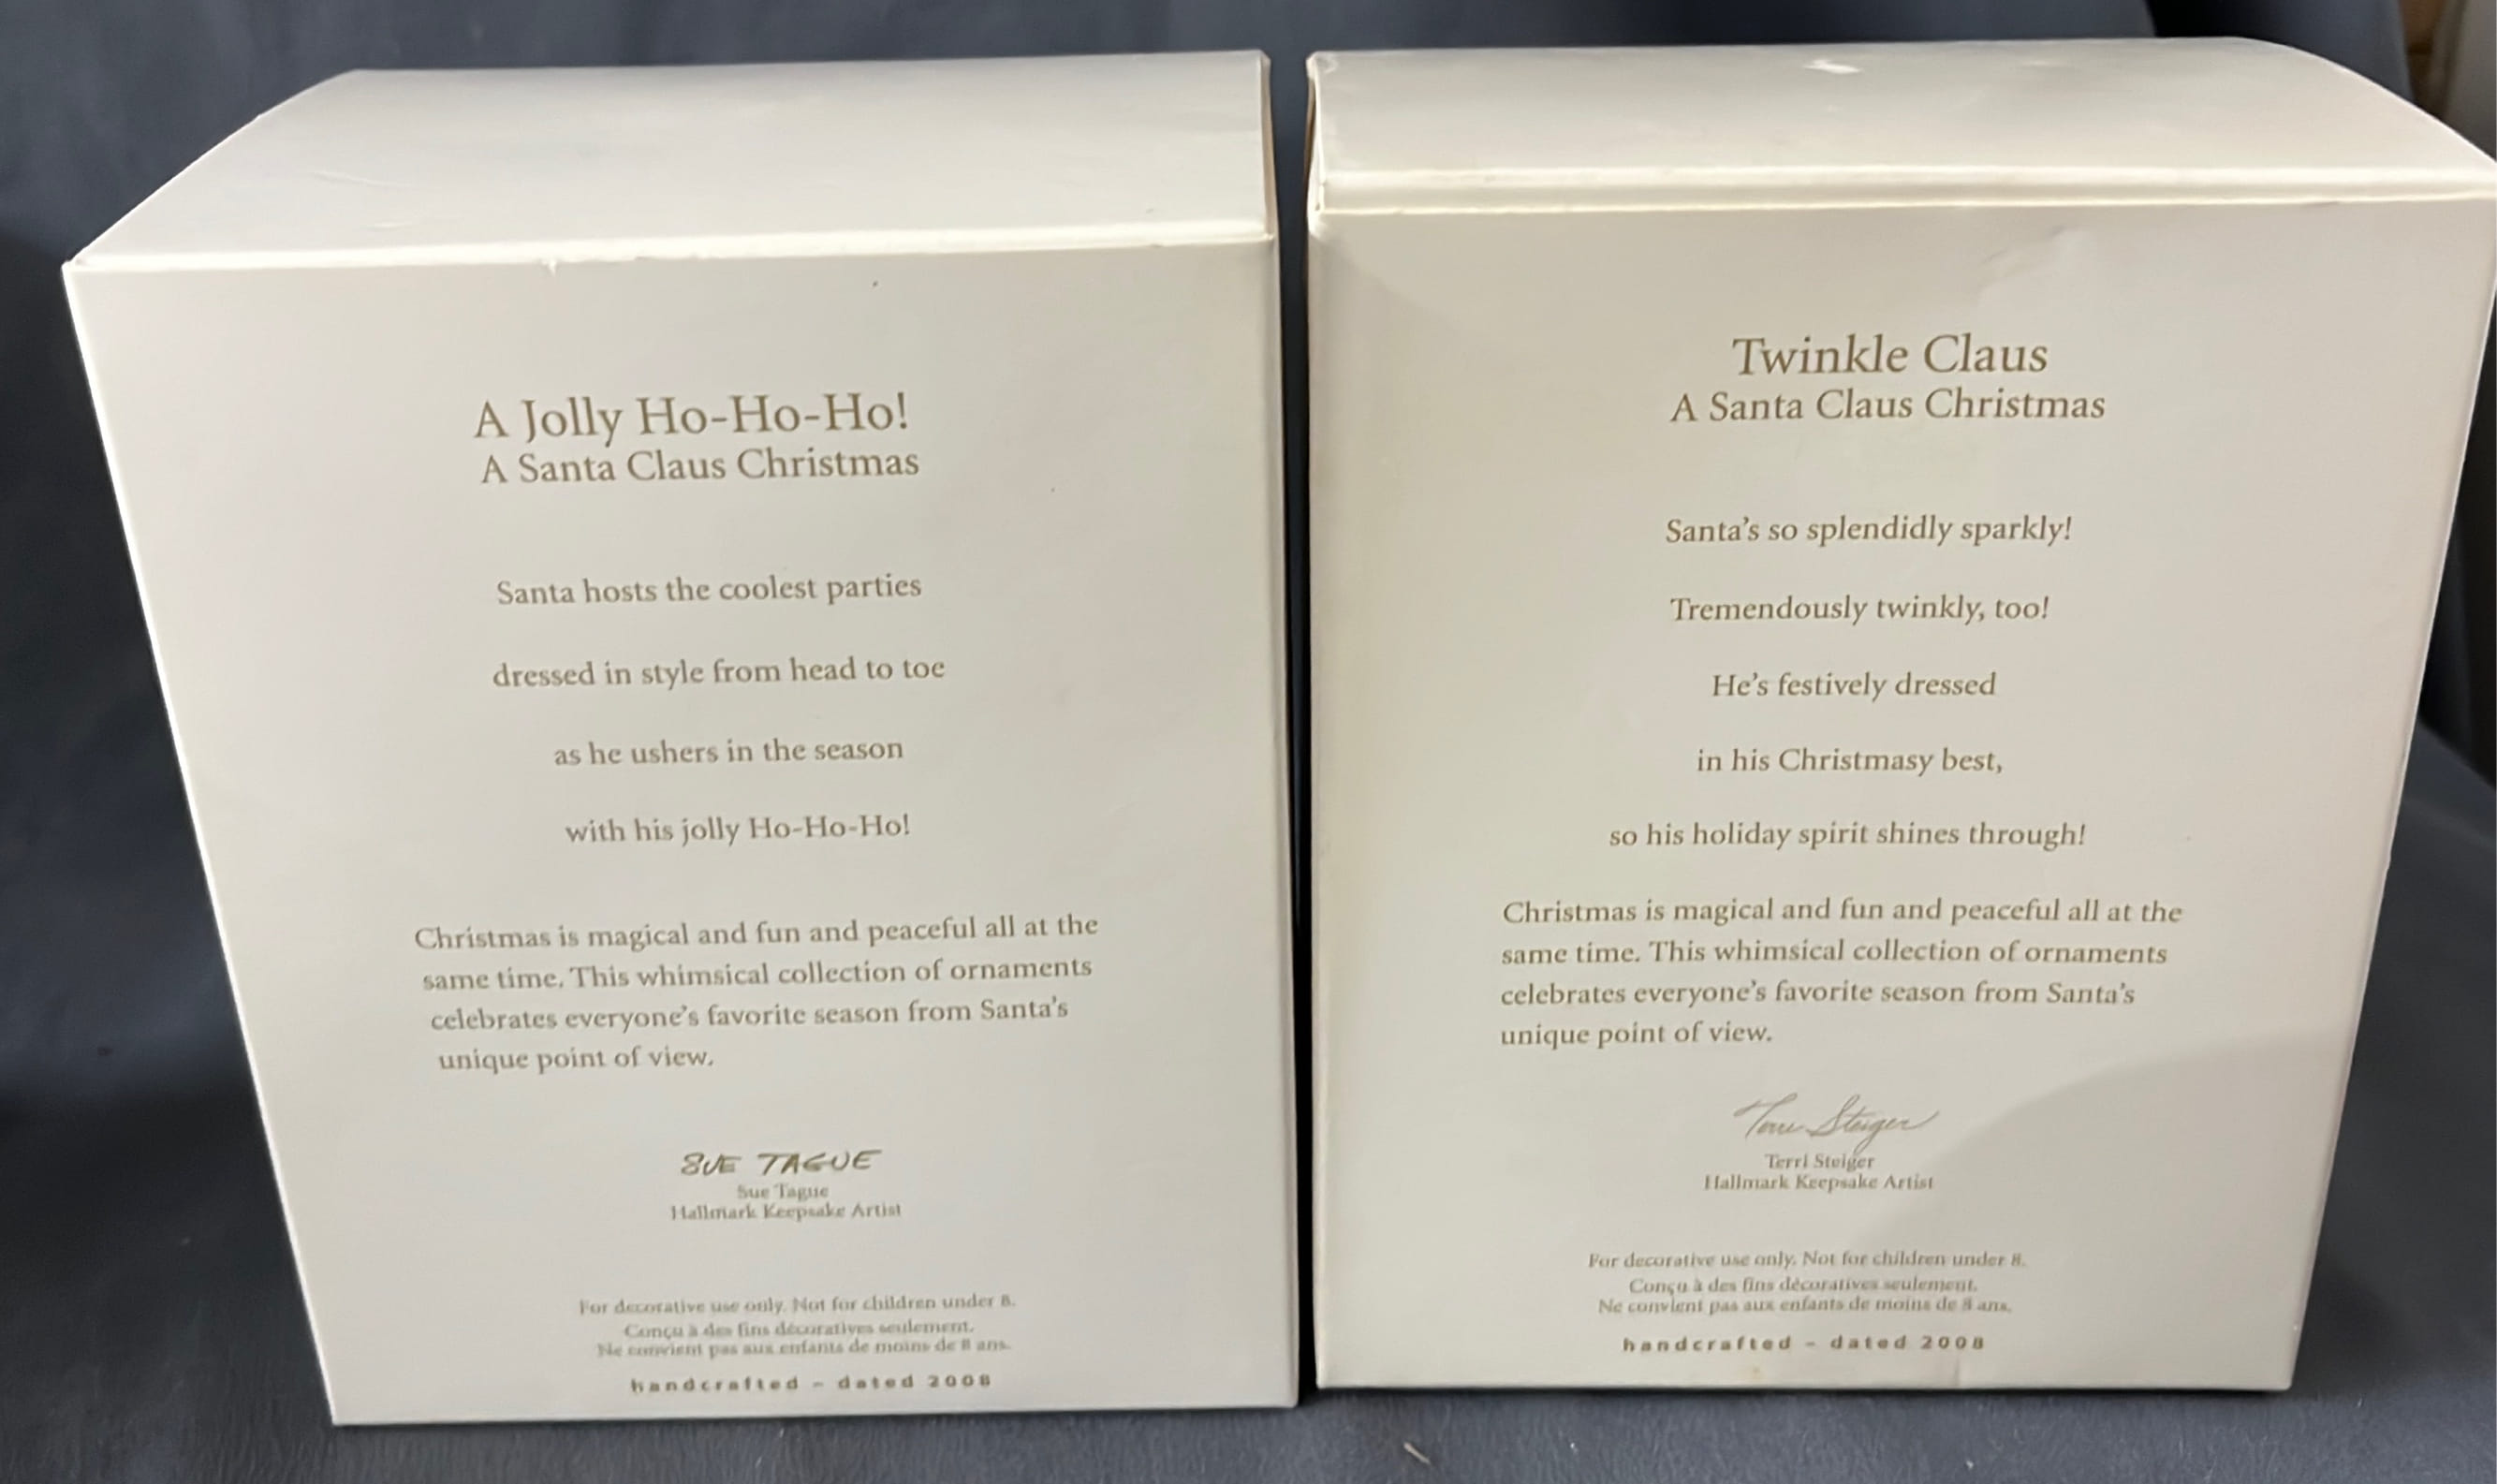 A Jolly Ho-Ho-Ho!
A Santa Claus Christmas
Santa hosts the coolest parties
dressed in style from head to toe
as he ushers in the season
with his jolly Ho-Ho-Ho!
Christmas is magical and fun and peaceful all at the
same time. This whimsical collection of ornaments
celebrates everyone's favorite season from Santa's
unique point of view.
SUE TAGUE
Sue Tague
Hallmark Keepsake Artist
For decorative use only. Not for children under 8.
Conçu à des fins décoratives seulement.
Ne convient pas aux enfants de moins de 8 ans.
handcrafted – dated 2008
Twinkle Claus
A Santa Claus Christmas
Santa's so splendidly sparkly!
Tremendously twinkly, too!
He's festively dressed
in his Christmasy best,
so his holiday spirit shines through!
Christmas is magical and fun and peaceful all at the
same time. This whimsical collection of ornaments
celebrates everyone's favorite season from Santa's
unique point of view.
Terri Steiger
Terri Steiger
Hallmark Keepsake Artist
For decorative use only. Not for children under 8.
Conçu à des fins décoratives seulement.
Ne convient pas aux enfants de moins de 8 ans.
handcrafted – dated 2008